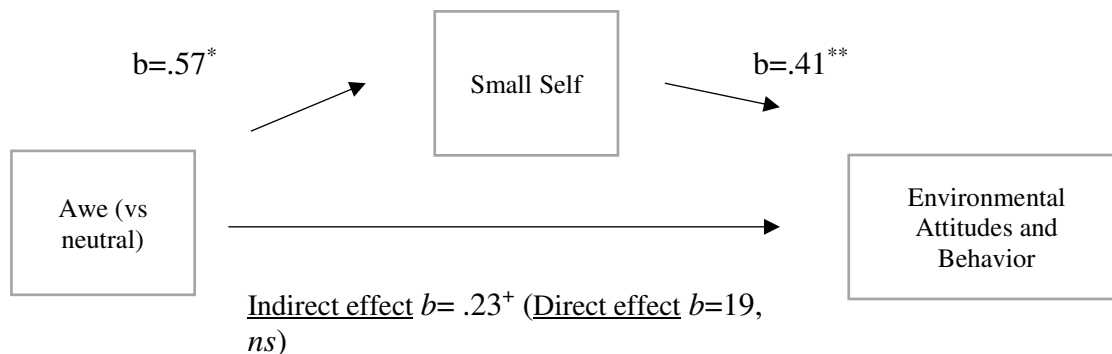 b=.57*
Small Self
b=.41**
Awe (vs
neutral)
Environmental
Attitudes and
Behavior
Indirect effect b= .23+ (Direct effect b=19,
ns)